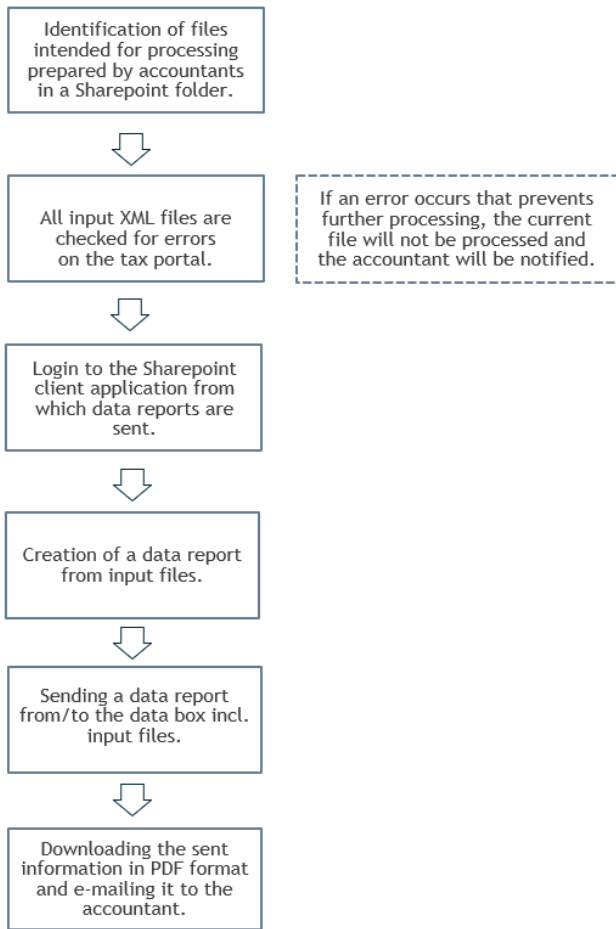 Identification of files
intended for processing
prepared by accountants
in a Sharepoint folder.
All input XML files are
checked for errors
on the tax portal.
If an error occurs that prevents
further processing, the current
file will not be processed and
the accountant will be notified.
Login to the Sharepoint
client application from
which data reports are
sent.
Creation of a data report
from input files.
Sending a data report
from/to the data box incl.
input files.
Downloading the sent
information in PDF format
and e-mailing it to the
accountant.